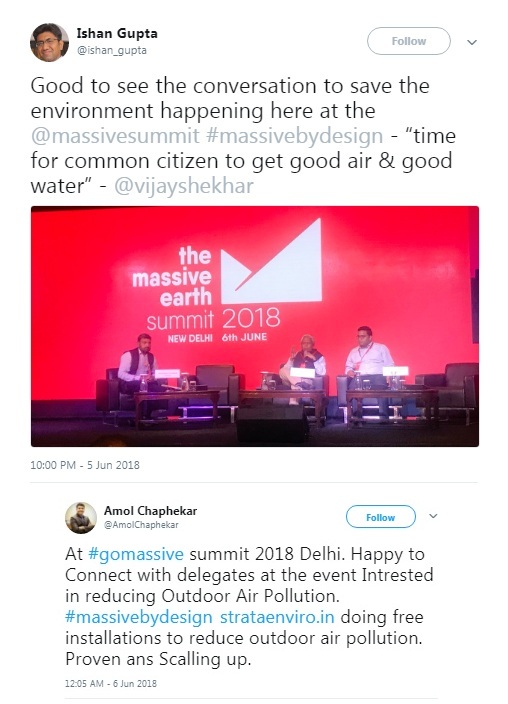 Ishan Gupta
@ishan_gupta
Follow
Good to see the conversation to save the
environment happening here at the
@massivesummit #massivebydesign - “time
for common citizen to get good air & good
water” - @vijayshekhar
the
massive
earth
summit 2018
NEW DELHI 6th JUNE
10:00 PM - 5 Jun 2018
Amol Chaphekar
@AmolChaphekar
Follow
At #gomassive summit 2018 Delhi. Happy to
Connect with delegates at the event Intrested
in reducing Outdoor Air Pollution.
#massivebydesign strataenviro.in doing free
installations to reduce outdoor air pollution.
Proven ans Scalling up.
12:05 AM - 6 Jun 2018